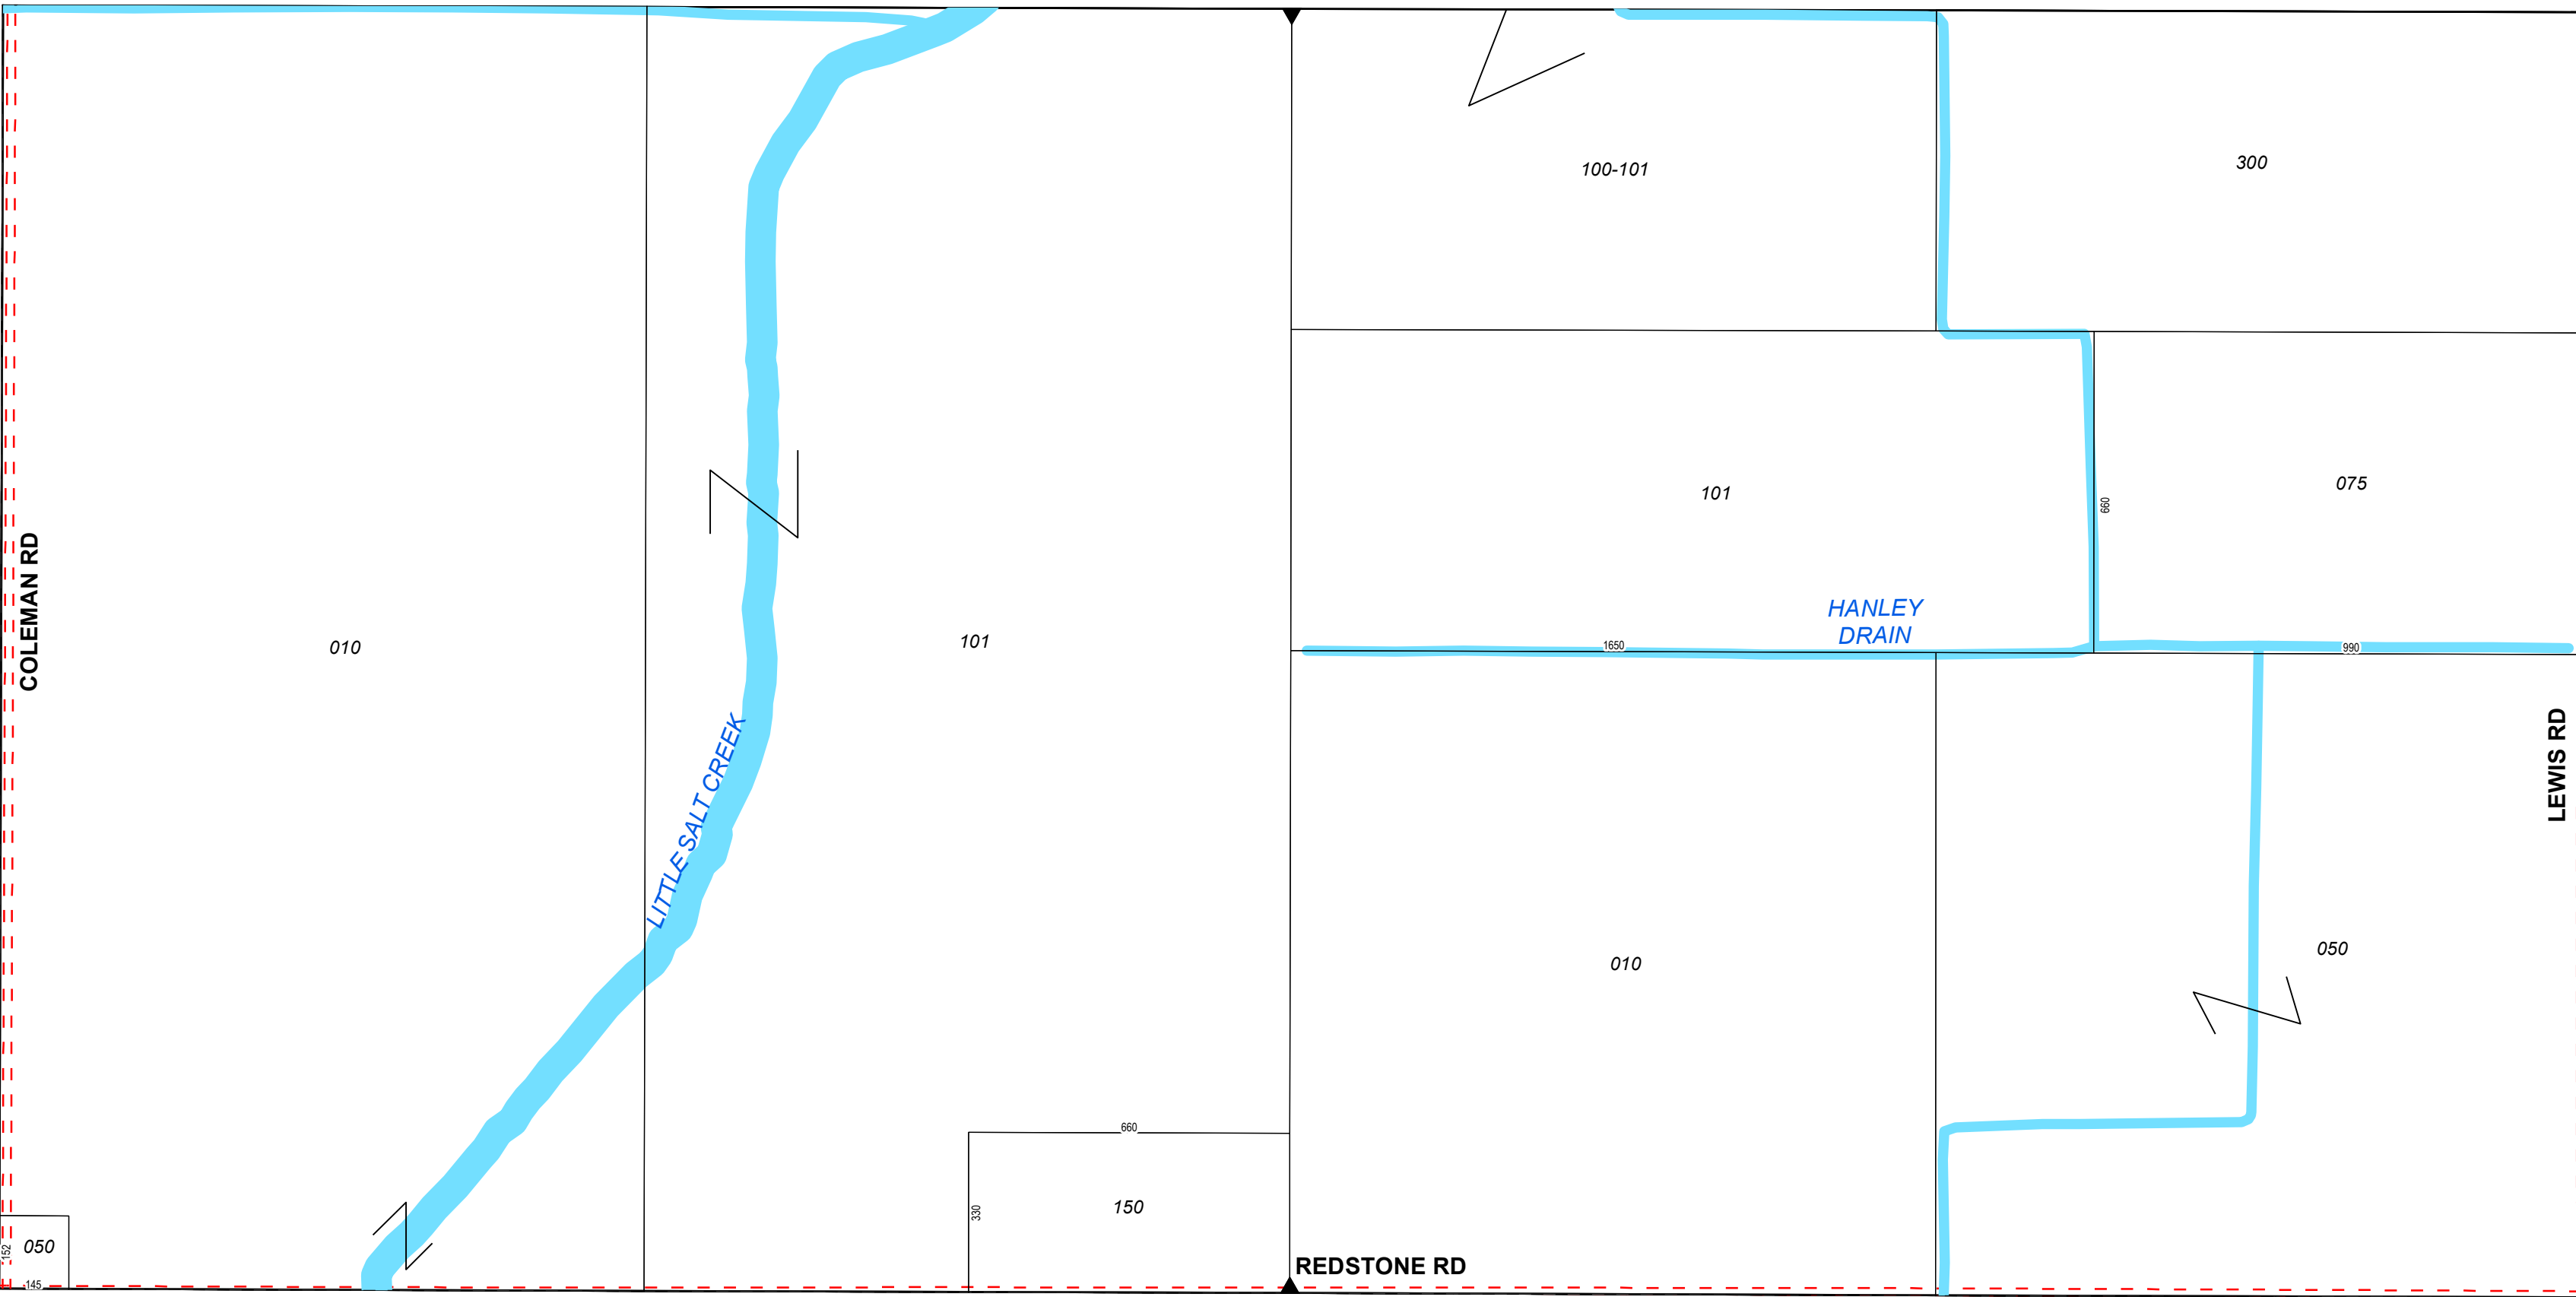 100-101
300
101
075
660
HANLEY
DRAIN
1650
990
COLEMAN RD
010
101
LITTLE SALT CREEK
LEWIS RD
050
010
660
330
150
REDSTONE RD
152
050
145